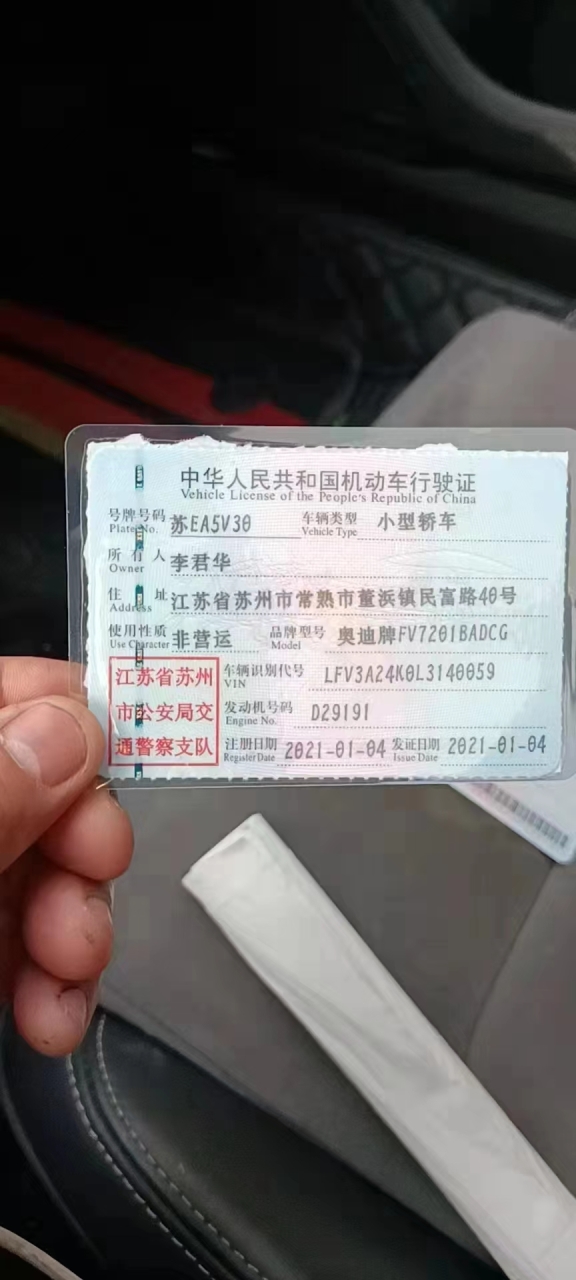 中华人民共和国机动车行驶证
Vehicle License of the People's Republic of China
号牌号码 苏EA5V30 车辆类型 小型轿车
Plate No. Vehicle Type
所有人 李君华
Owner
住址 江苏省苏州市常熟市董浜镇民富路40号
Address
使用性质 非营运 品牌型号 奥迪牌FV7201BADCG
Use Character Model
江苏省苏州 车辆识别代号 LFV3A24K0L3140059
VIN
市公安局交 发动机号码 D29191
Engine No.
通警察支队 注册日期 2021-01-04 发证日期 2021-01-04
Register Date Issue Date